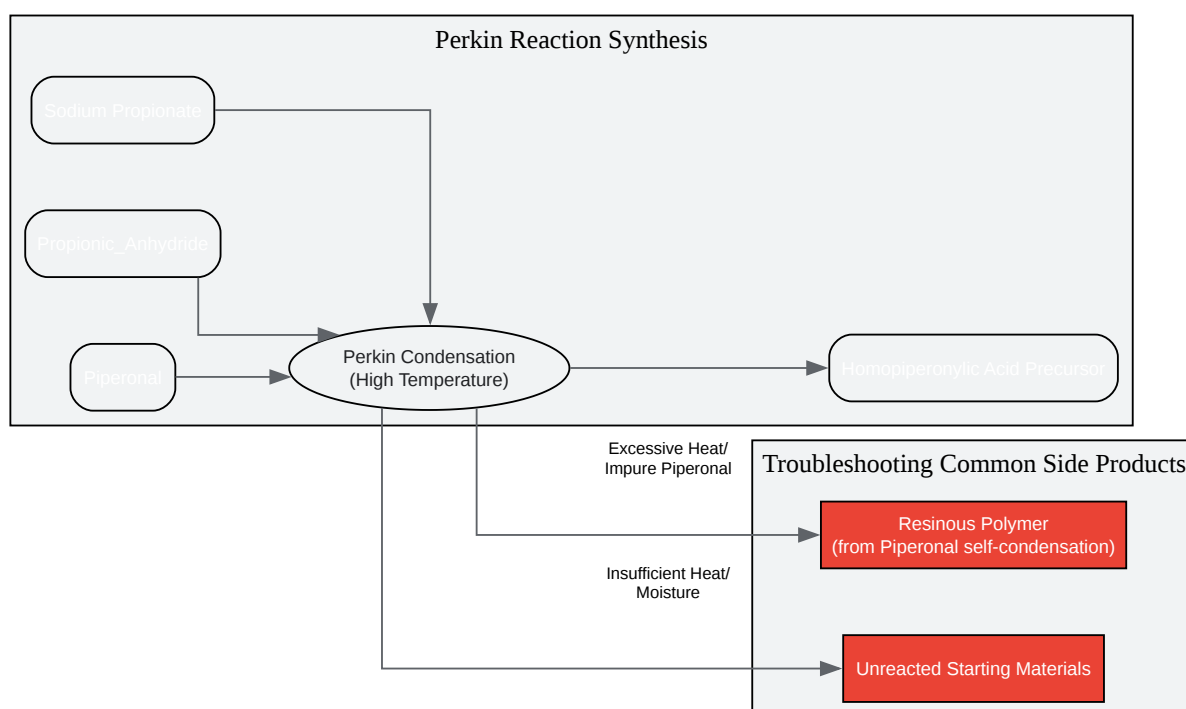 Perkin Reaction Synthesis
Sodium Propionate
Propionic_Anhydride
Piperonal
Perkin Condensation
(High Temperature)
Homopiperonylic Acid Precursor
Excessive Heat/
Impure Piperonal
Insufficient Heat/
Moisture
Troubleshooting Common Side Products
Resinous Polymer
(from Piperonal self-condensation)
Unreacted Starting Materials